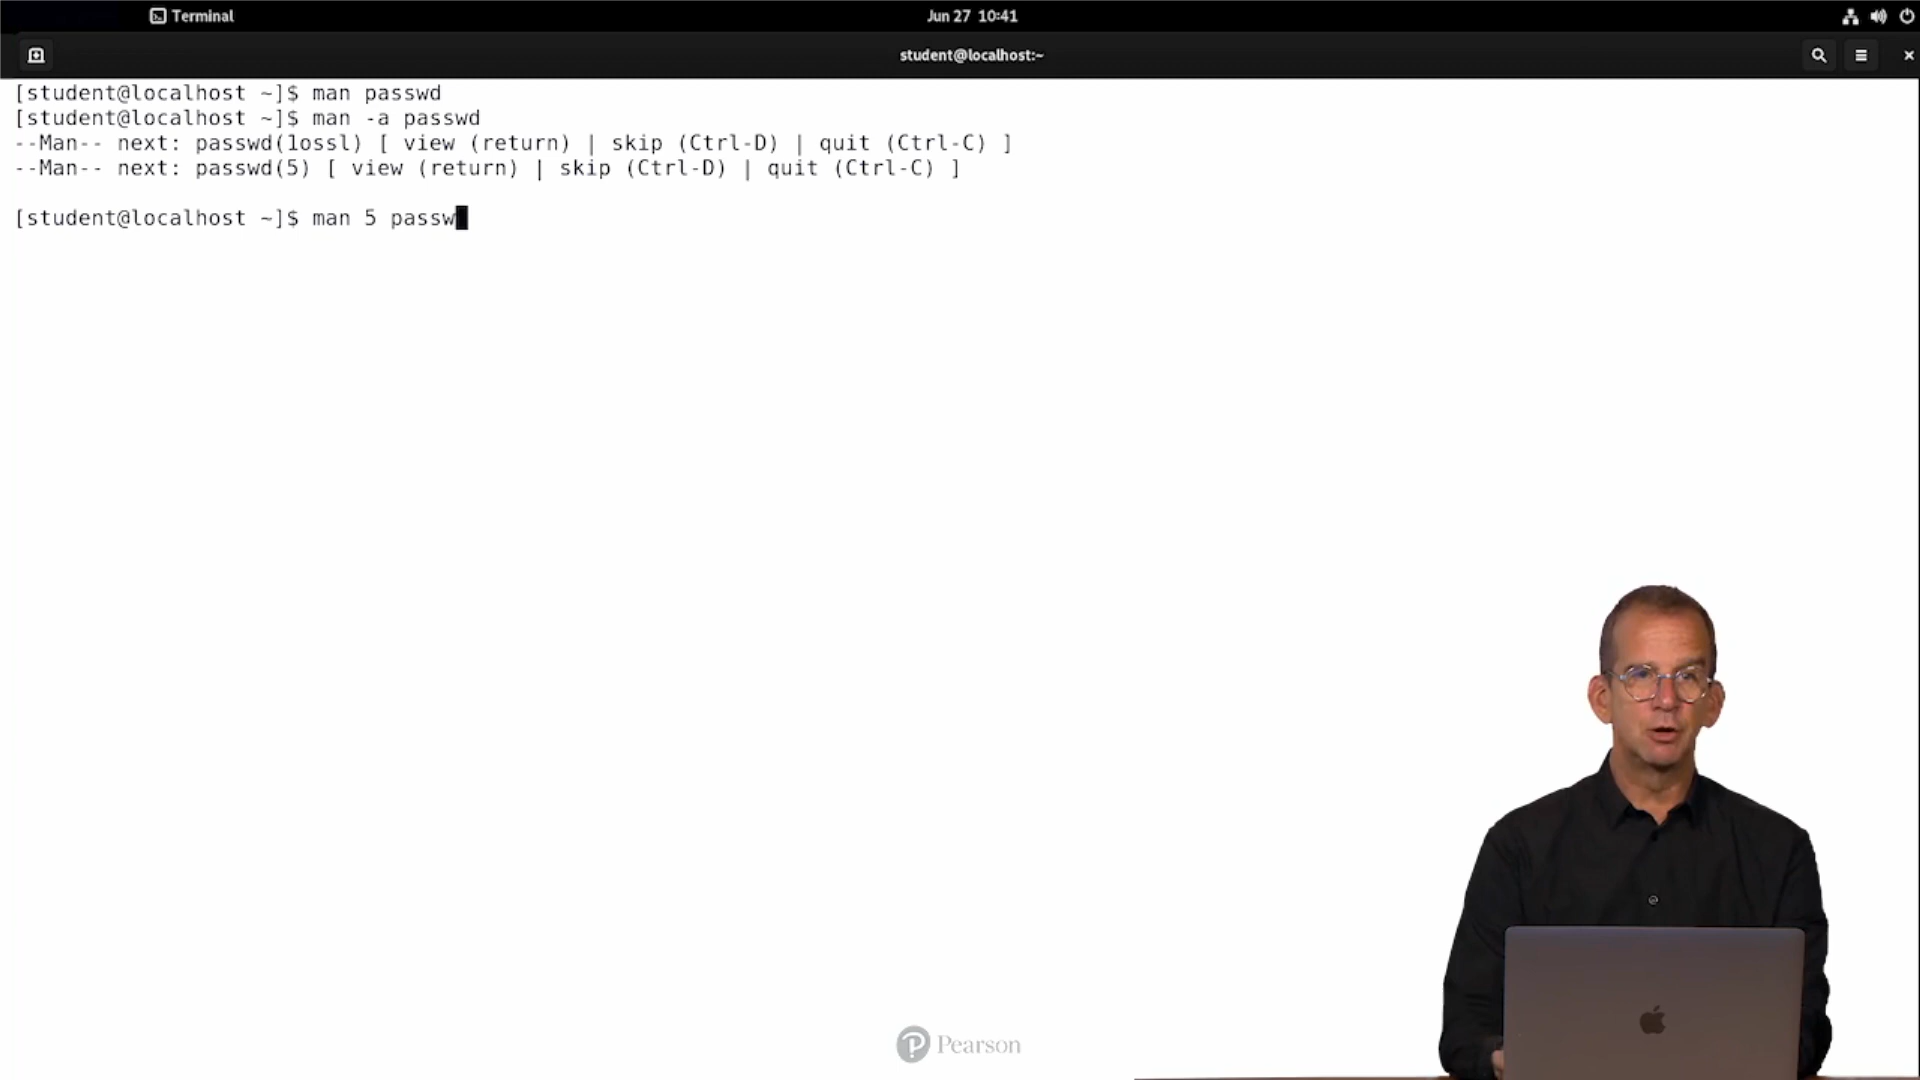 Terminal
Jun 27 10:41
student@localhost:~
[student@localhost ~]$ man passwd
[student@localhost ~]$ man -a passwd
--Man-- next: passwd(1ossl) [ view (return) | skip (Ctrl-D) | quit (Ctrl-C) ]
--Man-- next: passwd(5) [ view (return) | skip (Ctrl-D) | quit (Ctrl-C) ]
[student@localhost ~]$ man 5 passw
Pearson